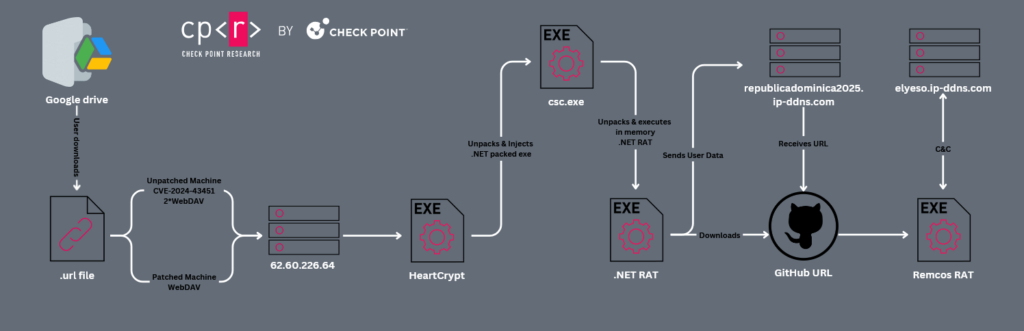 cp<r>
CHECK POINT RESEARCH
BY
CHECK POINT
Google drive
User downloads
.url file
Unpatched Machine
CVE-2024-43451
2*WebDAV
Patched Machine
WebDAV
62.60.226.64
EXE
HeartCrypt
Unpacks & Injects
.NET packed exe
EXE
csc.exe
Unpacks & executes
in memory
.NET RAT
EXE
.NET RAT
Sends User Data
republicadominica2025.
ip-ddns.com
Receives URL
Downloads
GitHub URL
elyeso.ip-ddns.com
C&C
EXE
Remcos RAT